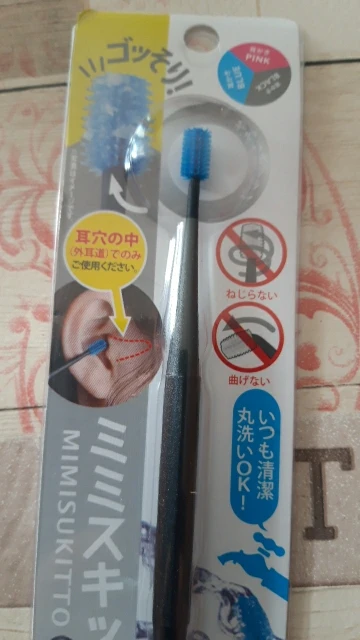 ゴッそり!!
PINK
BLUE
BLACK
耳穴の中
(外耳道)でのみ
ご使用ください。
ねじらない
曲げない
いつも清潔
丸洗いOK!
ミミスキッ
MIMISUKITTO
T